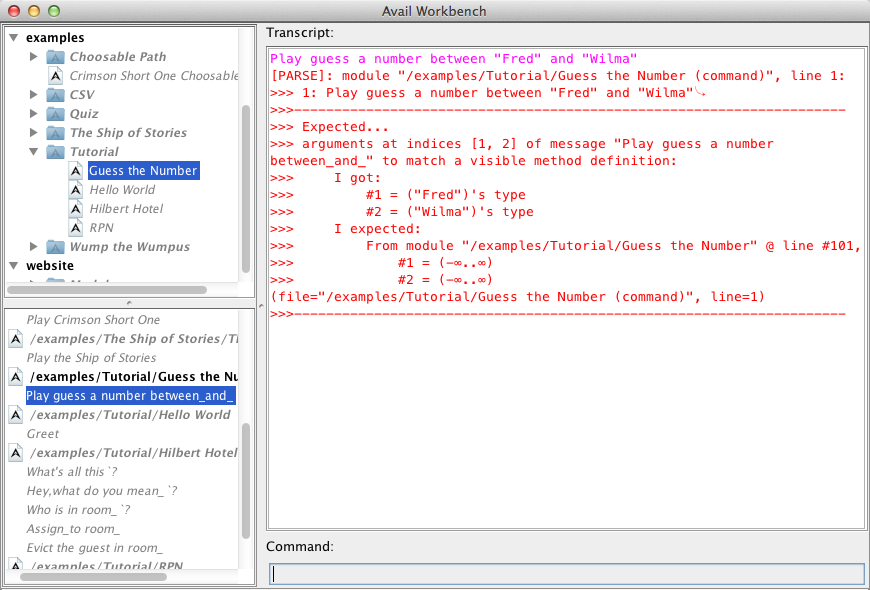 Avail Workbench
examples
Choosable Path
Crimson Short One Choosable
CSV
Quiz
The Ship of Stories
Tutorial
Guess the Number
Hello World
Hilbert Hotel
RPN
Wump the Wumpus
website
Play Crimson Short One
/examples/The Ship of Stories/Tl
Play the Ship of Stories
/examples/Tutorial/Guess the Nu
Play guess a number between_and_
/examples/Tutorial/Hello World
Greet
/examples/Tutorial/Hilbert Hotel
What's all this`?
Hey,what do you mean_`?
Who is in room_`?
Assign_to room_
Evict the guest in room_
/examples/Tutorial/RPN
Transcript:
Play guess a number between "Fred" and "Wilma"
[PARSE]: module "/examples/Tutorial/Guess the Number (command)", line 1:
>>> 1: Play guess a number between "Fred" and "Wilma"⤷
>>>---------------------------------------------------------------------
>>> Expected...
>>> arguments at indices [1, 2] of message "Play guess a number
between_and_" to match a visible method definition:
>>>     I got:
>>>         #1 = ("Fred")'s type
>>>         #2 = ("Wilma")'s type
>>>     I expected:
>>>         From module "/examples/Tutorial/Guess the Number" @ line #101,
>>>             #1 = (-∞..∞)
>>>             #2 = (-∞..∞)
(file="/examples/Tutorial/Guess the Number (command)", line=1)
>>>---------------------------------------------------------------------
Command: